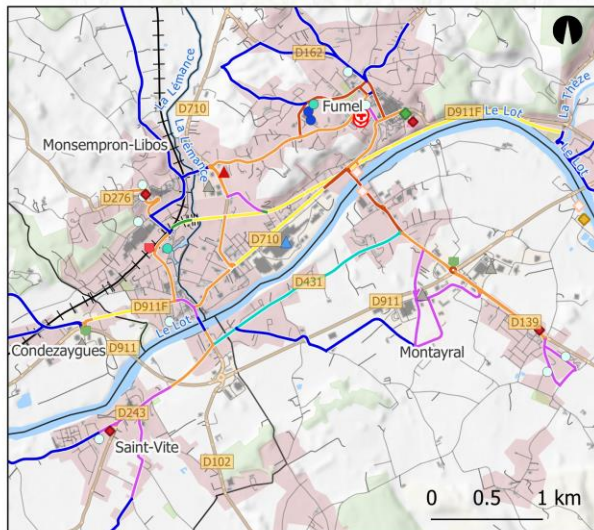 D162
La Lémance
D710
Fumel
La Thèze
D911F
Le Lot
Le Lot
La Lémance
Monsempron-Libos
D276
D710
D431
D911F
Le Lot
D911
D139
Condezaygues
D911
Montayral
D243
Saint-Vite
D102
0 0.5 1 km